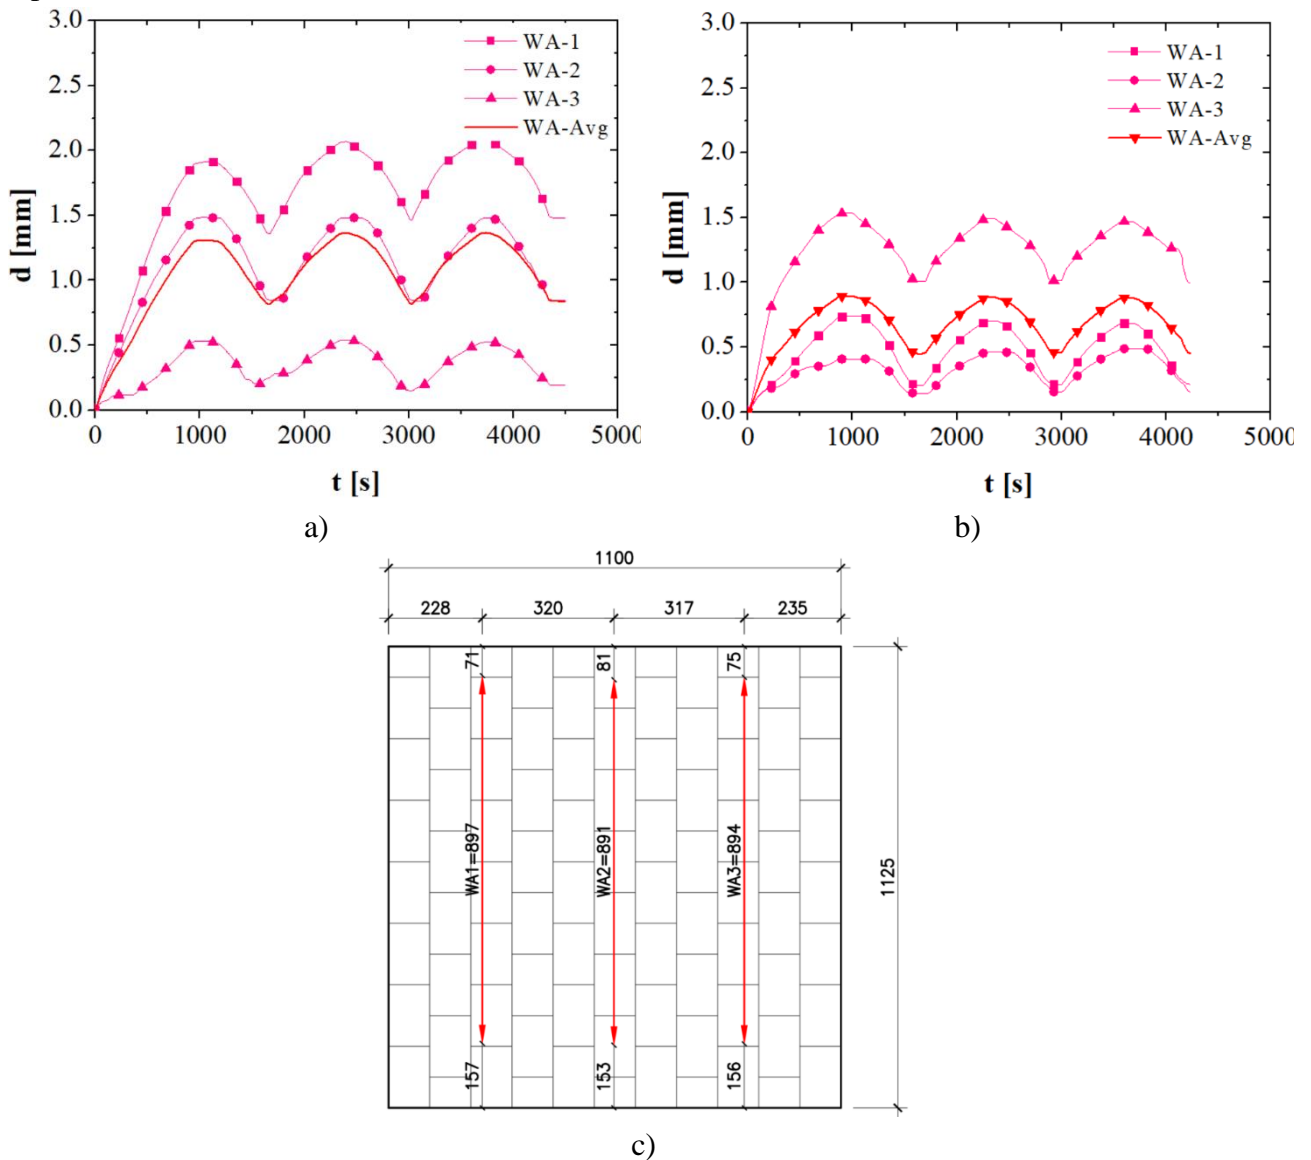 3.0
2.5
2.0
1.5
1.0
0.5
0.0
d [mm]
WA-1
WA-2
WA-3
WA-Avg
0 1000 2000 3000 4000 5000
t [s]
a)
3.0
2.5
2.0
1.5
1.0
0.5
0.0
d [mm]
WA-1
WA-2
WA-3
WA-Avg
0 1000 2000 3000 4000 5000
t [s]
b)
1100
228 320 317 235
71 81 75
WA1=897 WA2=891 WA3=894
1125
157 153 156
c)